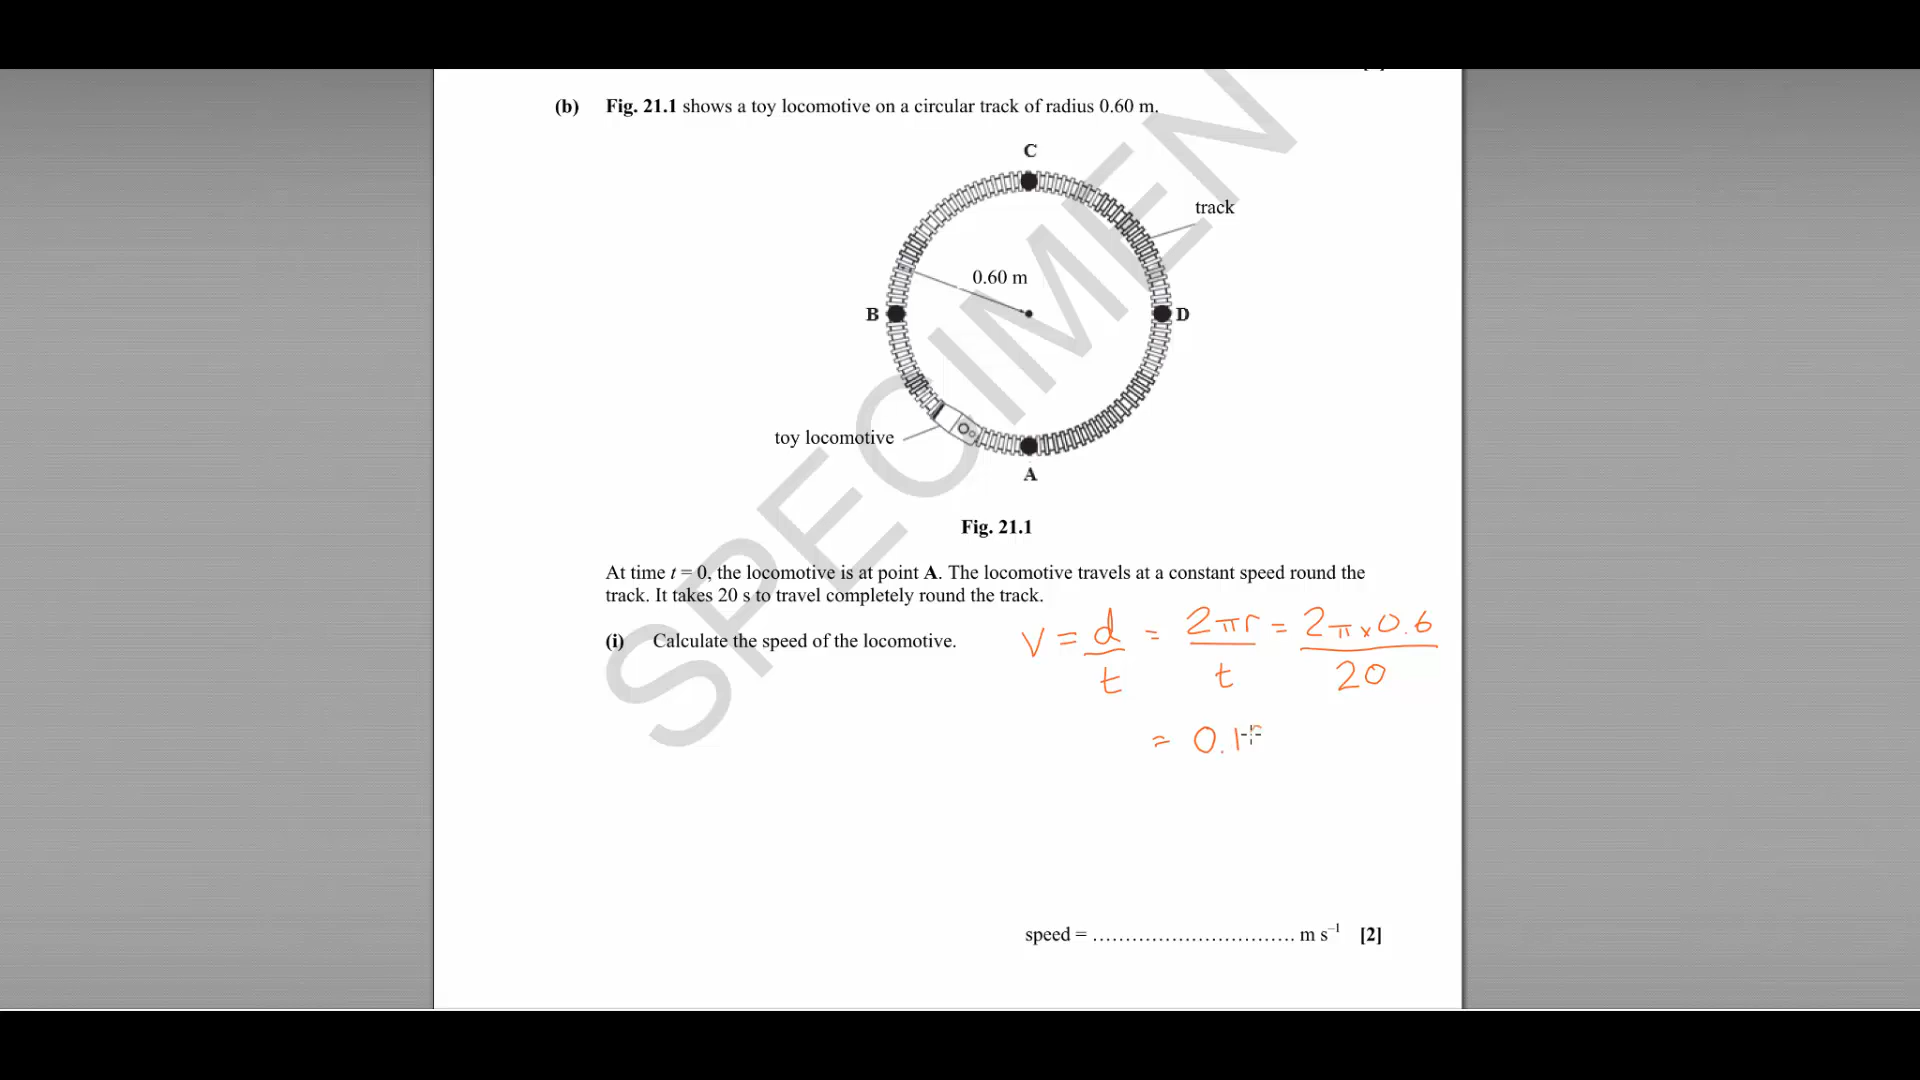 (b) Fig. 21.1 shows a toy locomotive on a circular track of radius 0.60 m.
C
track
0.60 m
B
D
toy locomotive
A
SPECIMEN
Fig. 21.1
At time t = 0, the locomotive is at point A. The locomotive travels at a constant speed round the
track. It takes 20 s to travel completely round the track.
(i) Calculate the speed of the locomotive.
V = d/t = 2πr/t = 2π×0.6/20
= 0.1
speed = ................................ m s⁻¹ [2]